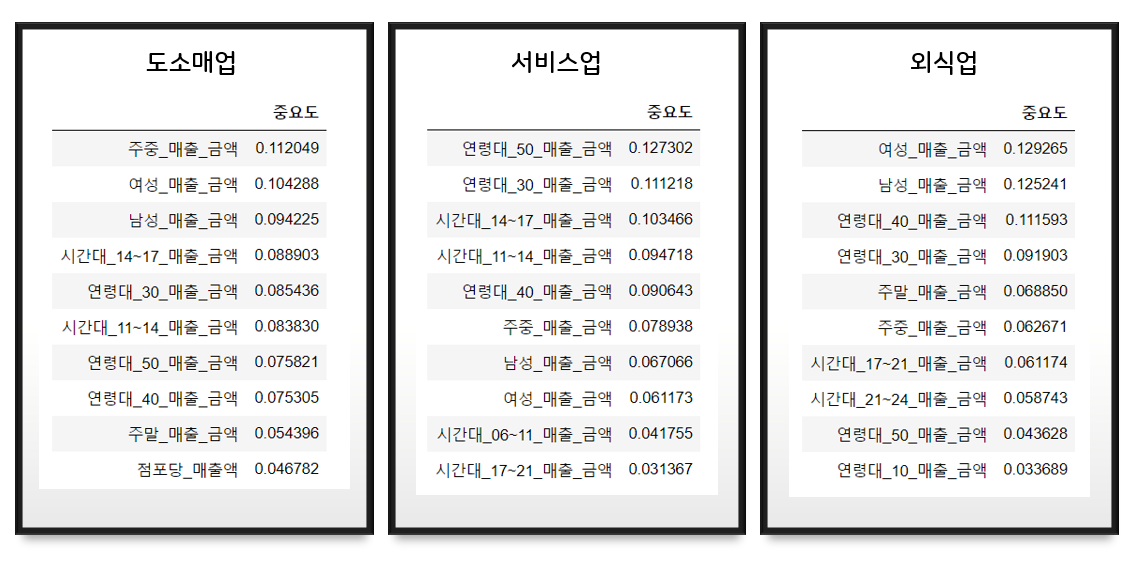 도소매업
중요도
주중_매출_금액 0.112049
여성_매출_금액 0.104288
남성_매출_금액 0.094225
시간대_14~17_매출_금액 0.088903
연령대_30_매출_금액 0.085436
시간대_11~14_매출_금액 0.083830
연령대_50_매출_금액 0.075821
연령대_40_매출_금액 0.075305
주말_매출_금액 0.054396
점포당_매출액 0.046782
서비스업
중요도
연령대_50_매출_금액 0.127302
연령대_30_매출_금액 0.111218
시간대_14~17_매출_금액 0.103466
시간대_11~14_매출_금액 0.094718
연령대_40_매출_금액 0.090643
주중_매출_금액 0.078938
남성_매출_금액 0.067066
여성_매출_금액 0.061173
시간대_06~11_매출_금액 0.041755
시간대_17~21_매출_금액 0.031367
외식업
중요도
여성_매출_금액 0.129265
남성_매출_금액 0.125241
연령대_40_매출_금액 0.111593
연령대_30_매출_금액 0.091903
주말_매출_금액 0.068850
주중_매출_금액 0.062671
시간대_17~21_매출_금액 0.061174
시간대_21~24_매출_금액 0.058743
연령대_50_매출_금액 0.043628
연령대_10_매출_금액 0.033689